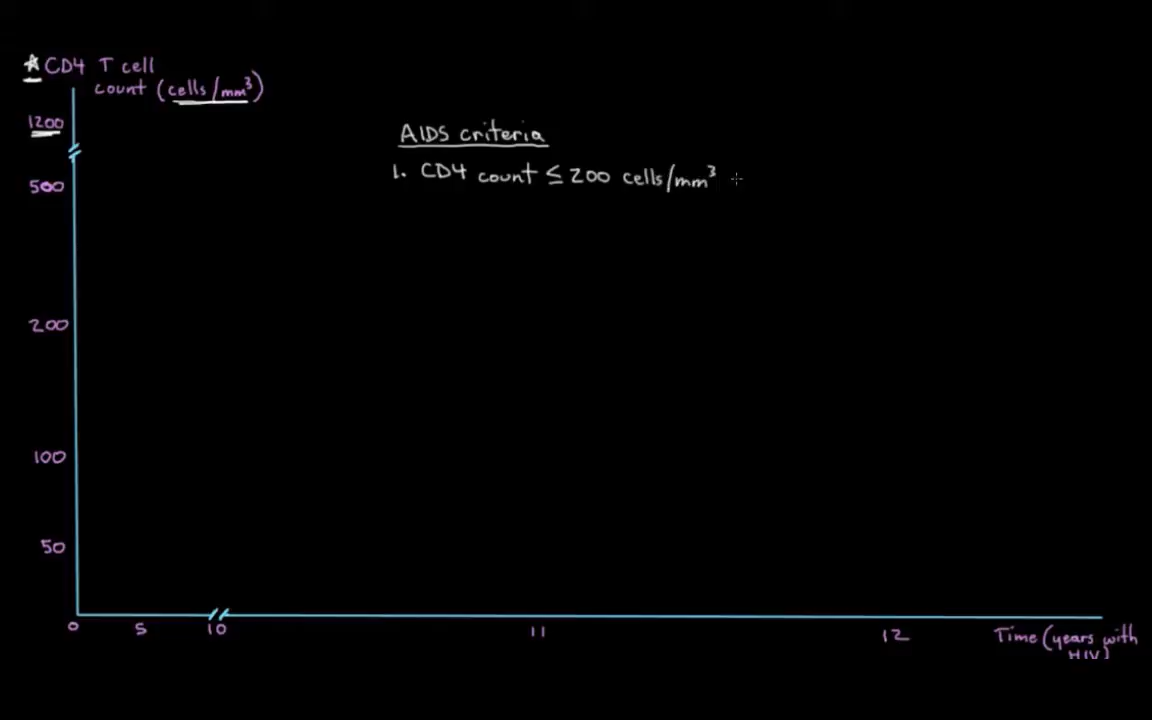 *CD4 T cell
count (cells/mm³)
1200
500
200
100
50
AIDS criteria
1. CD4 count ≤200 cells/mm³
0 5 10 11 12 Time (years with
HIV)